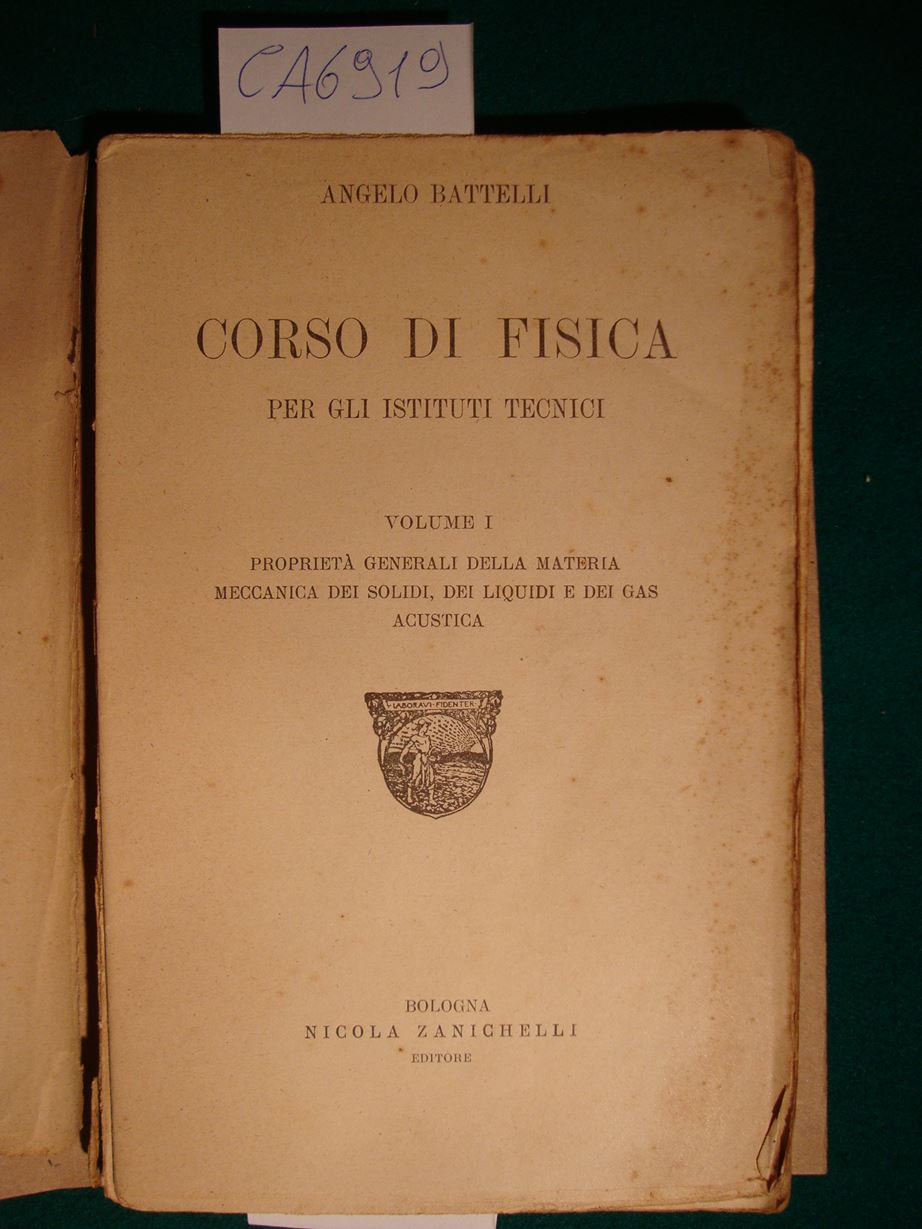 CA6919
ANGELO BATTELLI
CORSO DI FISICA
PER GLI ISTITUTI TECNICI
VOLUME I
PROPRIETÀ GENERALI DELLA MATERIA
MECCANICA DEI SOLIDI, DEI LIQUIDI E DEI GAS
ACUSTICA
LABORAVI·FIDENTER·
BOLOGNA
NICOLA ZANICHELLI
EDITORE